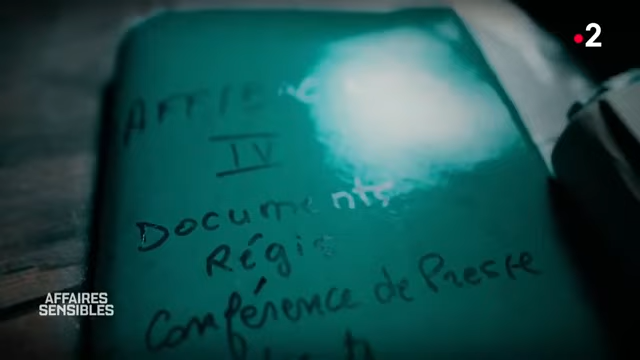 2
IV
Documents
Régis
Conférence de Presse
AFFAIRES
SENSIBLES